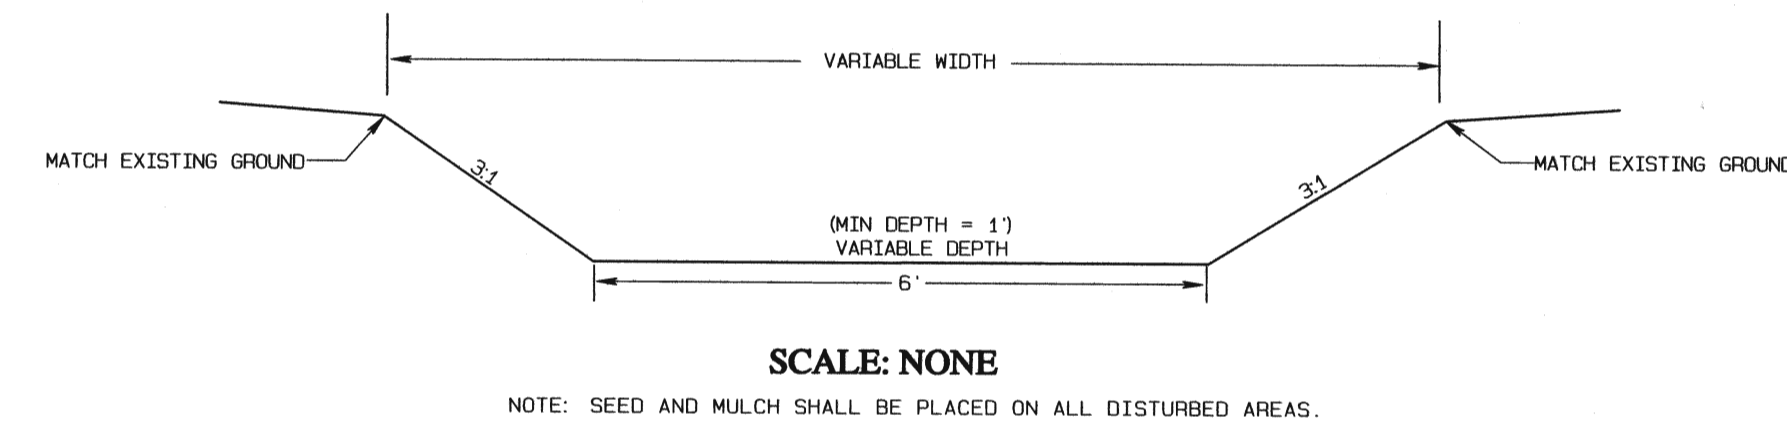 VARIABLE WIDTH
MATCH EXISTING GROUND
3:1
3:1
MATCH EXISTING GROUND
(MIN DEPTH = 1')
VARIABLE DEPTH
6'
SCALE: NONE
NOTE: SEED AND MULCH SHALL BE PLACED ON ALL DISTURBED AREAS.